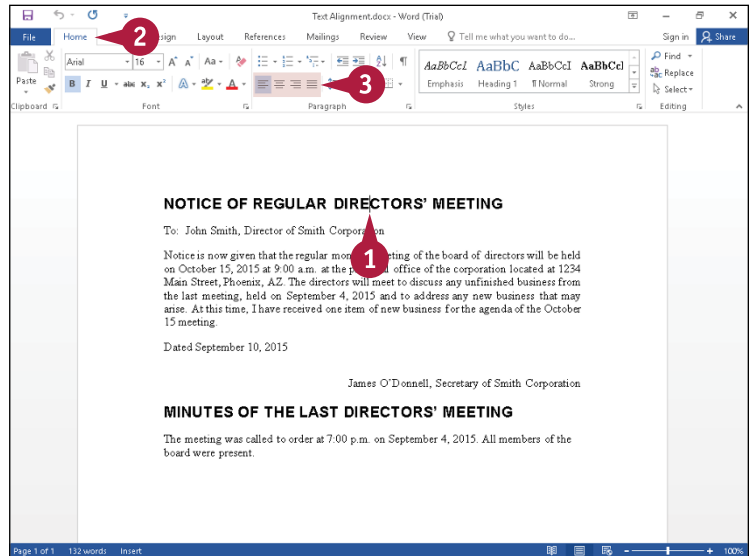 Text Alignment.docx - Word (Trial)
File Home sign Layout References Mailings Review View Tell me what you want to do... Sign in Share
2
Paste
Arial 16 A A Aa
B I U abc x₂ x² A aby A
¶
AaBbCcI AaBbC AaBbCcI AaBbCcI
Emphasis Heading 1 ¶ Normal Strong
Find
Replace
Select
3
Clipboard Font Paragraph Styles Editing
NOTICE OF REGULAR DIRECTORS' MEETING
To: John Smith, Director of Smith Corporation
1
Notice is now given that the regular mon eting of the board of directors will be held
on October 15, 2015 at 9:00 a.m. at the p office of the corporation located at 1234
Main Street, Phoenix, AZ. The directors will meet to discuss any unfinished business from
the last meeting, held on September 4, 2015 and to address any new business that may
arise. At this time, I have received one item of new business for the agenda of the October
15 meeting.
Dated September 10, 2015
James O'Donnell, Secretary of Smith Corporation
MINUTES OF THE LAST DIRECTORS' MEETING
The meeting was called to order at 7:00 p.m. on September 4, 2015. All members of the
board were present.
Page 1 of 1 132 words Insert 100%